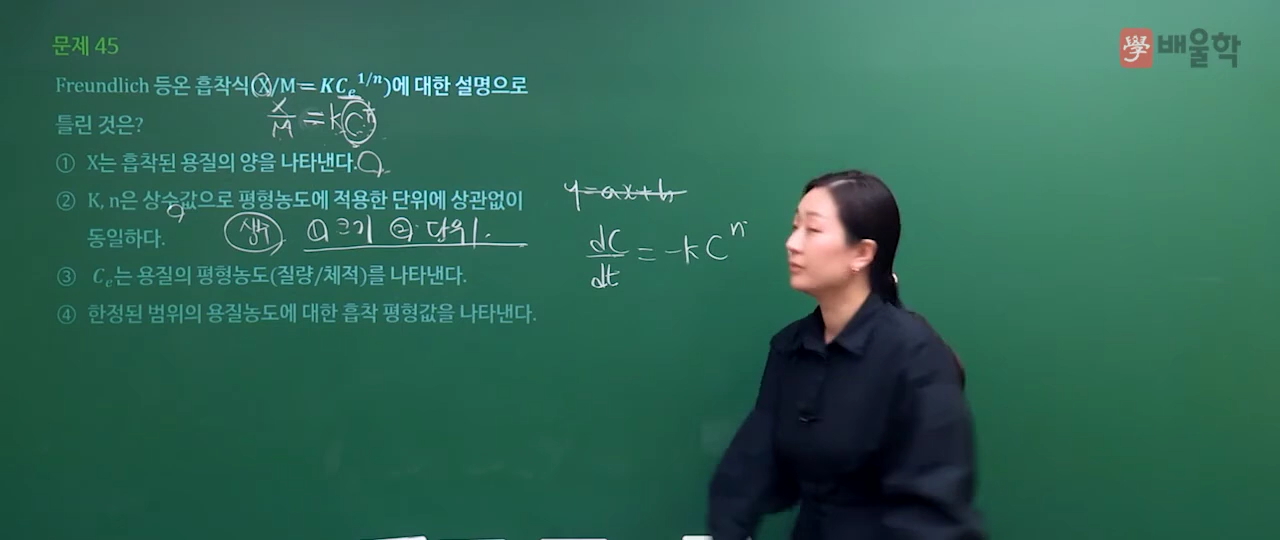 문제 45
學 배울학
Freundlich 등온 흡착식(X/M = KCₑ^1/n)에 대한 설명으로
틀린 것은?
X/M = kCⁿ
① X는 흡착된 용질의 양을 나타낸다.
② K, n은 상수값으로 평형농도에 적용한 단위에 상관없이
동일하다.
상수 ① 크기 ② 단위.
y=ax+b
dC/dt = -kCⁿ
③ Cₑ는 용질의 평형농도(질량/체적)를 나타낸다.
④ 한정된 범위의 용질농도에 대한 흡착 평형값을 나타낸다.